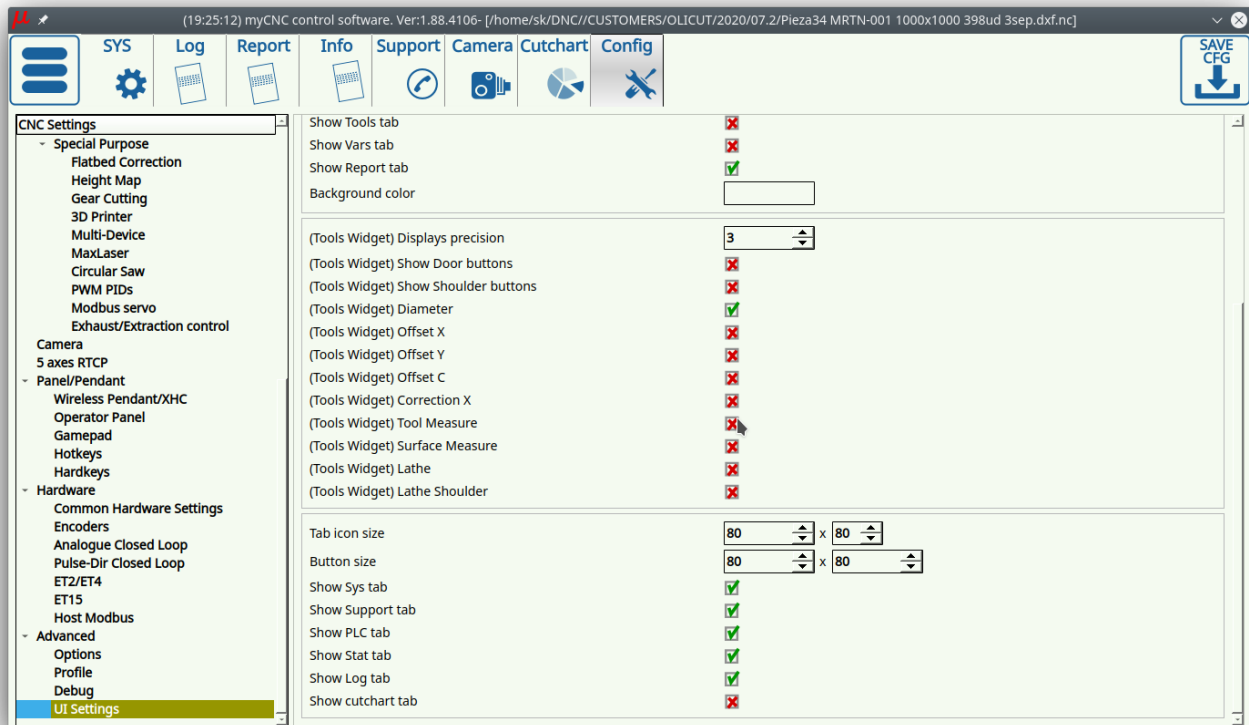 (19:25:12) myCNC control software. Ver:1.88.4106- [/home/sk/DNC//CUSTOMERS/OLICUT/2020/07.2/Pieza34 MRTN-001 1000x1000 398ud 3sep.dxf.nc]
SYS
Log
Report
Info
Support
Camera
Cutchart
Config
SAVE
CFG
CNC Settings
Special Purpose
Flatbed Correction
Height Map
Gear Cutting
3D Printer
Multi-Device
MaxLaser
Circular Saw
PWM PIDs
Modbus servo
Exhaust/Extraction control
Camera
5 axes RTCP
Panel/Pendant
Wireless Pendant/XHC
Operator Panel
Gamepad
Hotkeys
Hardkeys
Hardware
Common Hardware Settings
Encoders
Analogue Closed Loop
Pulse-Dir Closed Loop
ET2/ET4
ET15
Host Modbus
Advanced
Options
Profile
Debug
UI Settings
Show Tools tab
Show Vars tab
Show Report tab
Background color
(Tools Widget) Displays precision 3
(Tools Widget) Show Door buttons
(Tools Widget) Show Shoulder buttons
(Tools Widget) Diameter
(Tools Widget) Offset X
(Tools Widget) Offset Y
(Tools Widget) Offset C
(Tools Widget) Correction X
(Tools Widget) Tool Measure
(Tools Widget) Surface Measure
(Tools Widget) Lathe
(Tools Widget) Lathe Shoulder
Tab icon size 80 x 80
Button size 80 x 80
Show Sys tab
Show Support tab
Show PLC tab
Show Stat tab
Show Log tab
Show cutchart tab